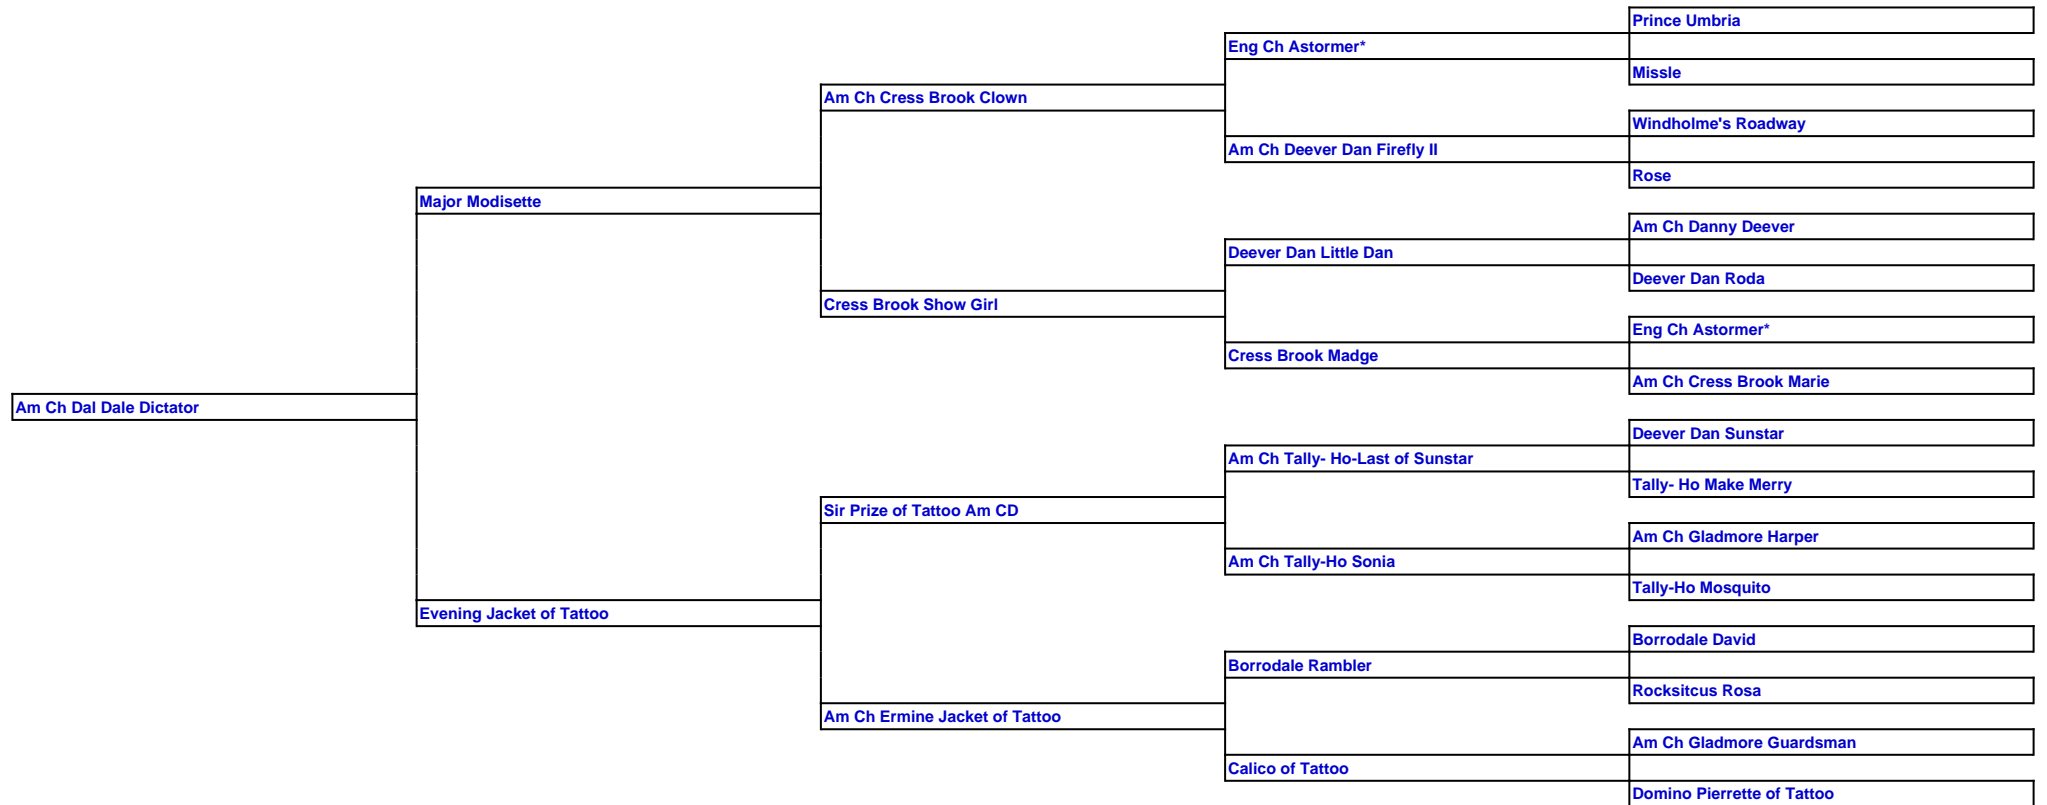 Prince Umbria
Eng Ch Astormer*
Missle
Am Ch Cress Brook Clown
Windholme's Roadway
Am Ch Deever Dan Firefly II
Rose
Major Modisette
Am Ch Danny Deever
Deever Dan Little Dan
Deever Dan Roda
Cress Brook Show Girl
Eng Ch Astormer*
Cress Brook Madge
Am Ch Cress Brook Marie
Am Ch Dal Dale Dictator
Deever Dan Sunstar
Am Ch Tally- Ho-Last of Sunstar
Tally- Ho Make Merry
Sir Prize of Tattoo Am CD
Am Ch Gladmore Harper
Am Ch Tally-Ho Sonia
Tally-Ho Mosquito
Evening Jacket of Tattoo
Borrodale David
Borrodale Rambler
Rocksitcus Rosa
Am Ch Ermine Jacket of Tattoo
Am Ch Gladmore Guardsman
Calico of Tattoo
Domino Pierrette of Tattoo